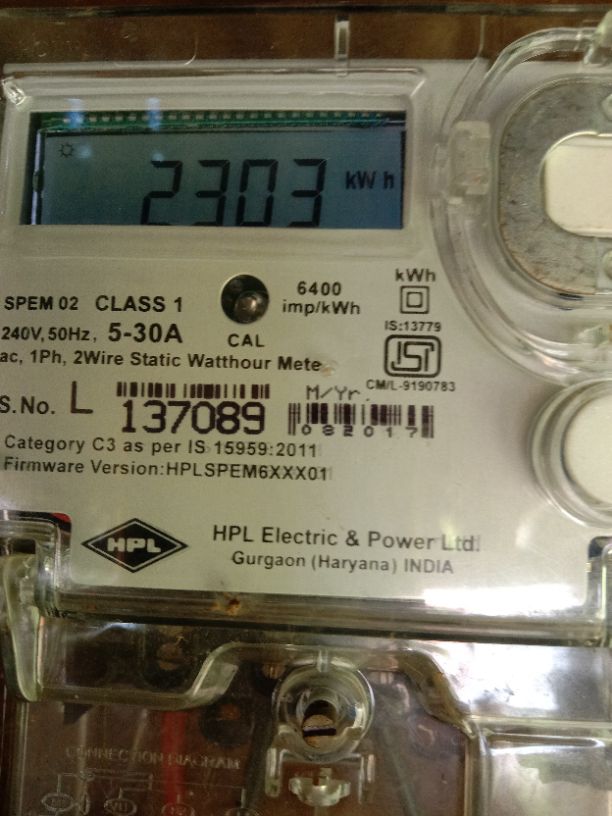 2303 kW h
6400
imp/kWh
kWh
SPEM 02 CLASS 1
240V, 50Hz, 5-30A
CAL
IS:13779
ac, 1Ph, 2Wire Static Watthour Mete
ISI
CM/L-9190783
S.No. L 137089
M/Yr.
082017
Category C3 as per IS 15959:2011
Firmware Version:HPLSPEM6XXX01
HPL
HPL Electric & Power Ltd.
Gurgaon (Haryana) INDIA
CONNECTION DIAGRAM